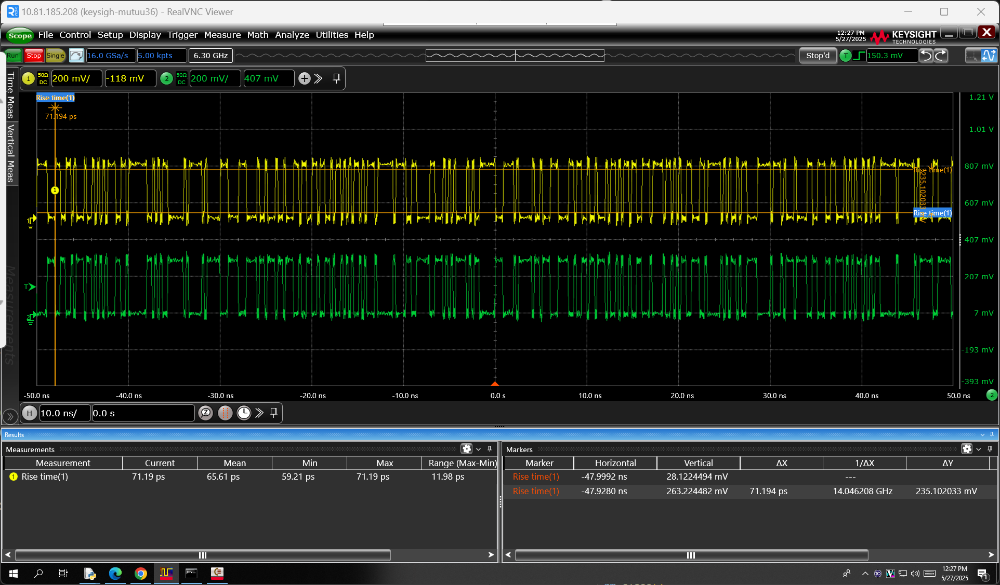 10.81.185.208 (keysigh-mutuu36) - RealVNC Viewer
Scope File Control Setup Display Trigger Measure Math Analyze Utilities Help
12:27 PM
5/27/2025
KEYSIGHT
TECHNOLOGIES
Run Stop Single 16.0 GSa/s 5.00 kpts 6.30 GHz Stop'd T 150.3 mV
1 50Ω DC 200 mV/ -118 mV 2 50Ω DC 200 mV/ 407 mV
Time Meas
Vertical Meas
Measurements
Rise time(1)
71.194 ps
1
1
T
2
1.21 V
1.01 V
807 mV
607 mV
407 mV
207 mV
7 mV
-193 mV
-393 mV
Rise time(1)
Rise time(1)
-50.0 ns -40.0 ns -30.0 ns -20.0 ns -10.0 ns 0.0 s 10.0 ns 20.0 ns 30.0 ns 40.0 ns 50.0 ns 2
H 10.0 ns/ 0.0 s
Results
Measurements
Measurement Current Mean Min Max Range (Max-Min)
1 Rise time(1) 71.19 ps 65.61 ps 59.21 ps 71.19 ps 11.98 ps
Markers
Marker Horizontal Vertical ΔX 1/ΔX ΔY
Rise time(1) -47.9992 ns 28.1224494 mV ---
Rise time(1) -47.9280 ns 263.224482 mV 71.194 ps 14.046208 GHz 235.102033 mV
12:27 PM
5/27/2025
1